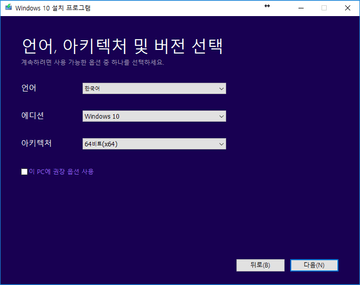 Windows 10 설치 프로그램
언어, 아키텍처 및 버전 선택
계속하려면 사용 가능한 옵션 중 하나를 선택하세요.
언어 한국어
에디션 Windows 10
아키텍처 64비트(x64)
이 PC에 권장 옵션 사용
뒤로(B) 다음(N)